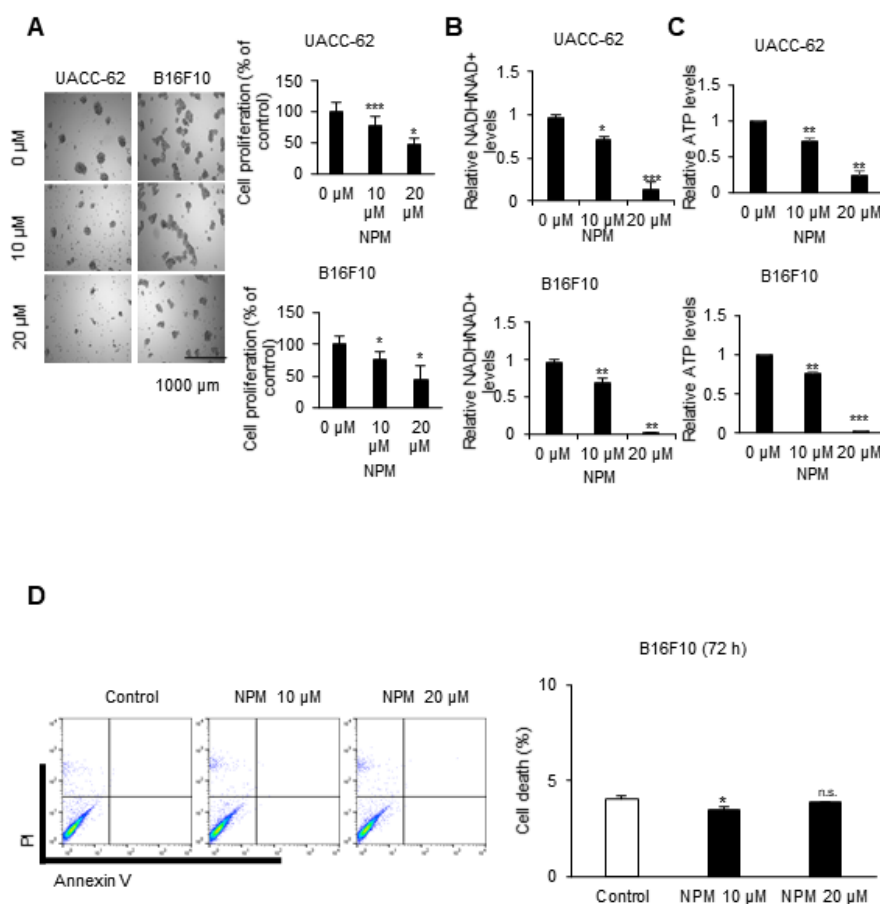 A
UACC-62
B16F10
0 µM
10 µM
20 µM
1000 µm
UACC-62
Cell proliferation (% of
control)
150
100
50
0
***
*
0 µM
10
µM
20
µM
NPM
B16F10
Cell proliferation (% of
control)
150
100
50
0
*
*
0 µM
10
µM
20
µM
NPM
B
UACC-62
Relative NADH/NAD+
levels
1.5
1
0.5
0
*
***
0 µM 10 µM 20 µM
NPM
B16F10
Relative NADH/NAD+
levels
1.5
1
0.5
0
**
**
0 µM 10 µM 20 µM
NPM
C
UACC-62
Relative ATP levels
1.5
1
0.5
0
**
**
0 µM 10 µM 20 µM
NPM
B16F10
Relative ATP levels
1.5
1
0.5
0
**
***
0 µM 10 µM 20 µM
NPM
D
Control
NPM 10 µM
NPM 20 µM
PI
Annexin V
B16F10 (72 h)
Cell death (%)
10
5
0
*
n.s.
Control NPM 10 µM NPM 20 µM